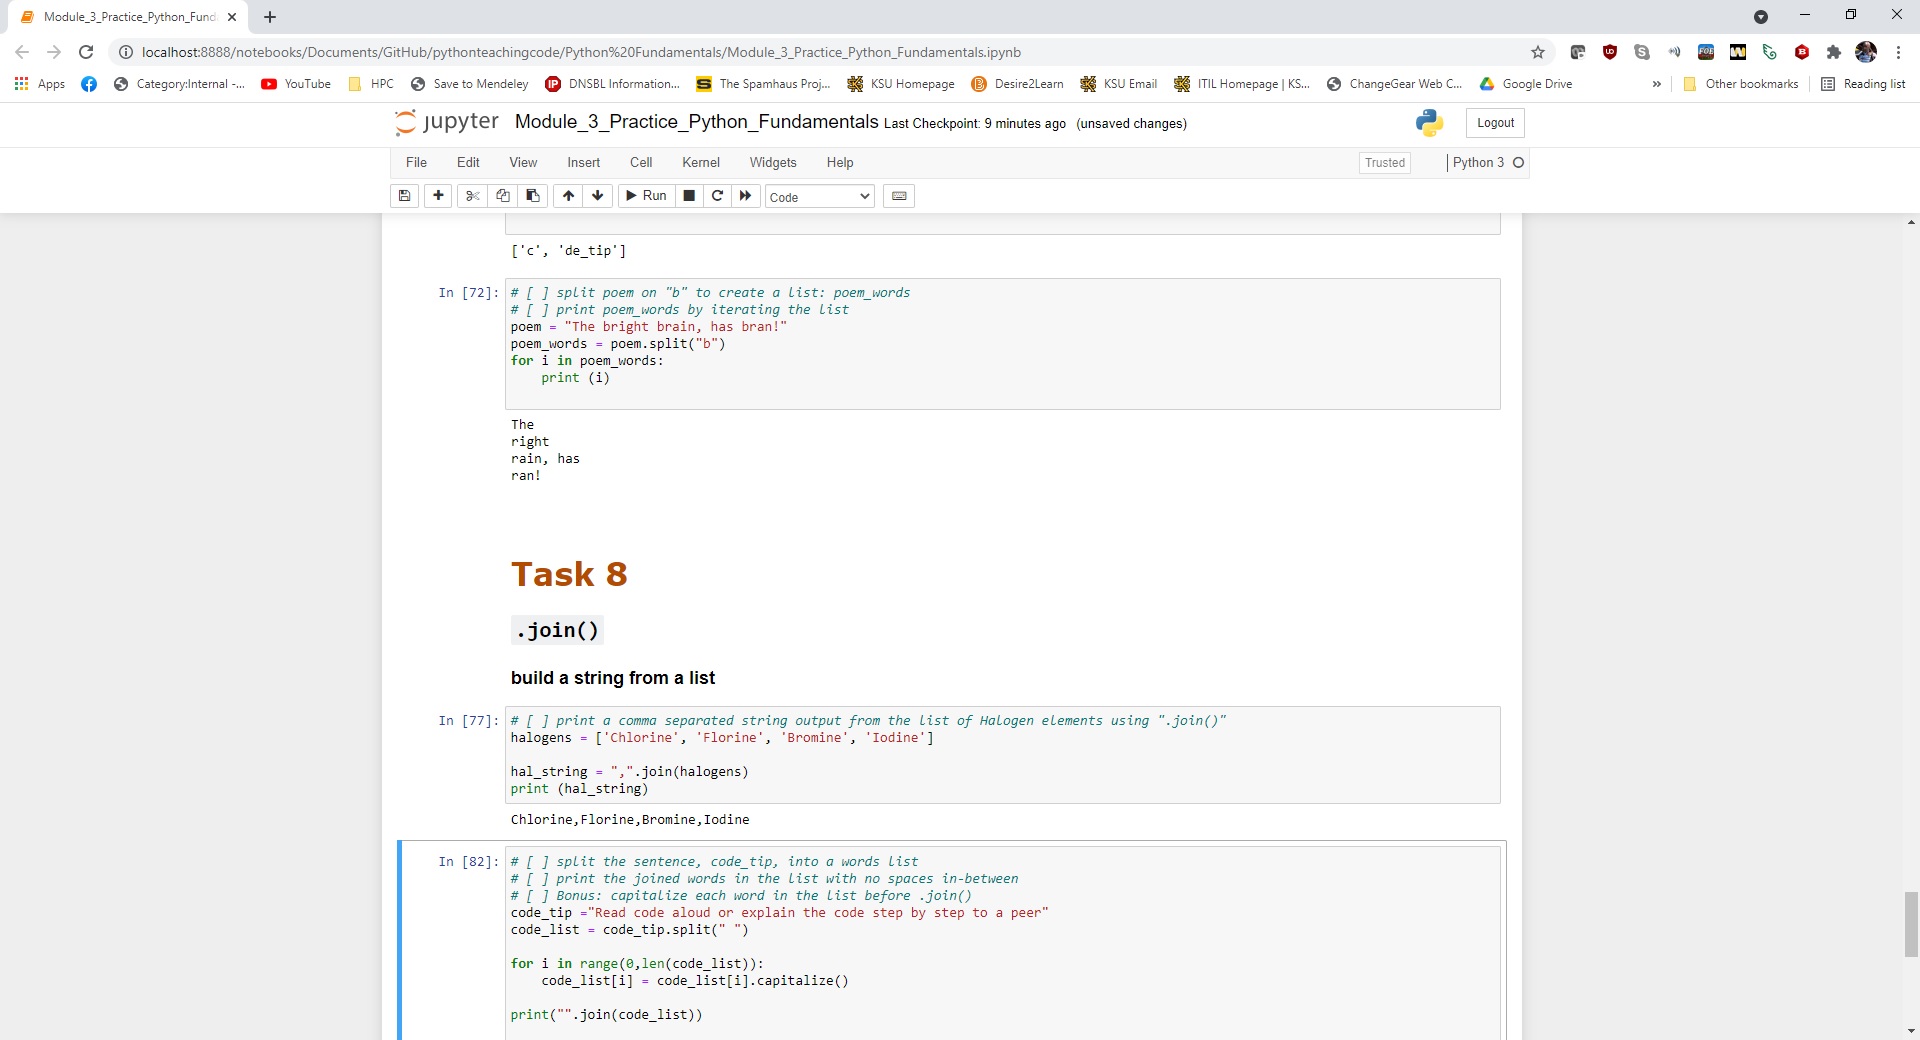 Module_3_Practice_Python_Fund
localhost:8888/notebooks/Documents/GitHub/pythonteachingcode/Python%20Fundamentals/Module_3_Practice_Python_Fundamentals.ipynb
Apps Category:Internal -... YouTube HPC Save to Mendeley DNSBL Information... The Spamhaus Proj... KSU Homepage Desire2Learn KSU Email ITIL Homepage | KS... ChangeGear Web C... Google Drive » Other bookmarks Reading list
jupyter Module_3_Practice_Python_Fundamentals Last Checkpoint: 9 minutes ago (unsaved changes) Logout
File Edit View Insert Cell Kernel Widgets Help Trusted Python 3
Run Code
['c', 'de_tip']
In [72]: # [ ] split poem on "b" to create a list: poem_words
# [ ] print poem_words by iterating the list
poem = "The bright brain, has bran!"
poem_words = poem.split("b")
for i in poem_words:
    print (i)
The
right
rain, has
ran!
Task 8
.join()
build a string from a list
In [77]: # [ ] print a comma separated string output from the list of Halogen elements using ".join()"
halogens = ['Chlorine', 'Florine', 'Bromine', 'Iodine']
hal_string = ",".join(halogens)
print (hal_string)
Chlorine,Florine,Bromine,Iodine
In [82]: # [ ] split the sentence, code_tip, into a words list
# [ ] print the joined words in the list with no spaces in-between
# [ ] Bonus: capitalize each word in the list before .join()
code_tip ="Read code aloud or explain the code step by step to a peer"
code_list = code_tip.split(" ")
for i in range(0,len(code_list)):
    code_list[i] = code_list[i].capitalize()
print("".join(code_list))